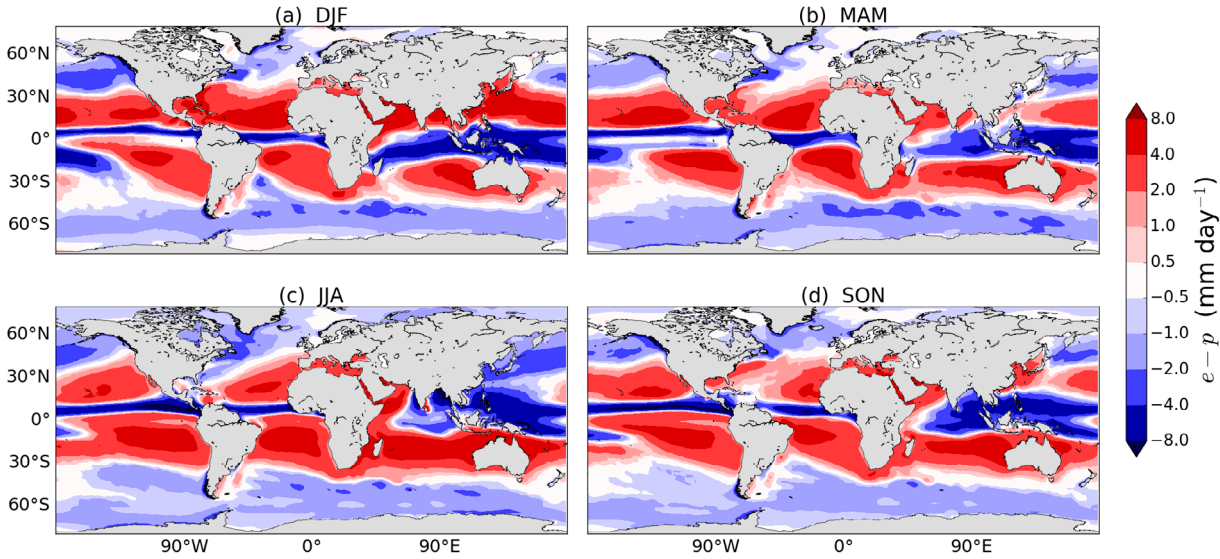 (a) DJF
(b) MAM
60°N
30°N
0°
30°S
60°S
(c) JJA
(d) SON
60°N
30°N
0°
30°S
60°S
90°W 0° 90°E
90°W 0° 90°E
8.0
4.0
2.0
1.0
0.5
−0.5
−1.0
−2.0
−4.0
−8.0
e − p (mm day−1)